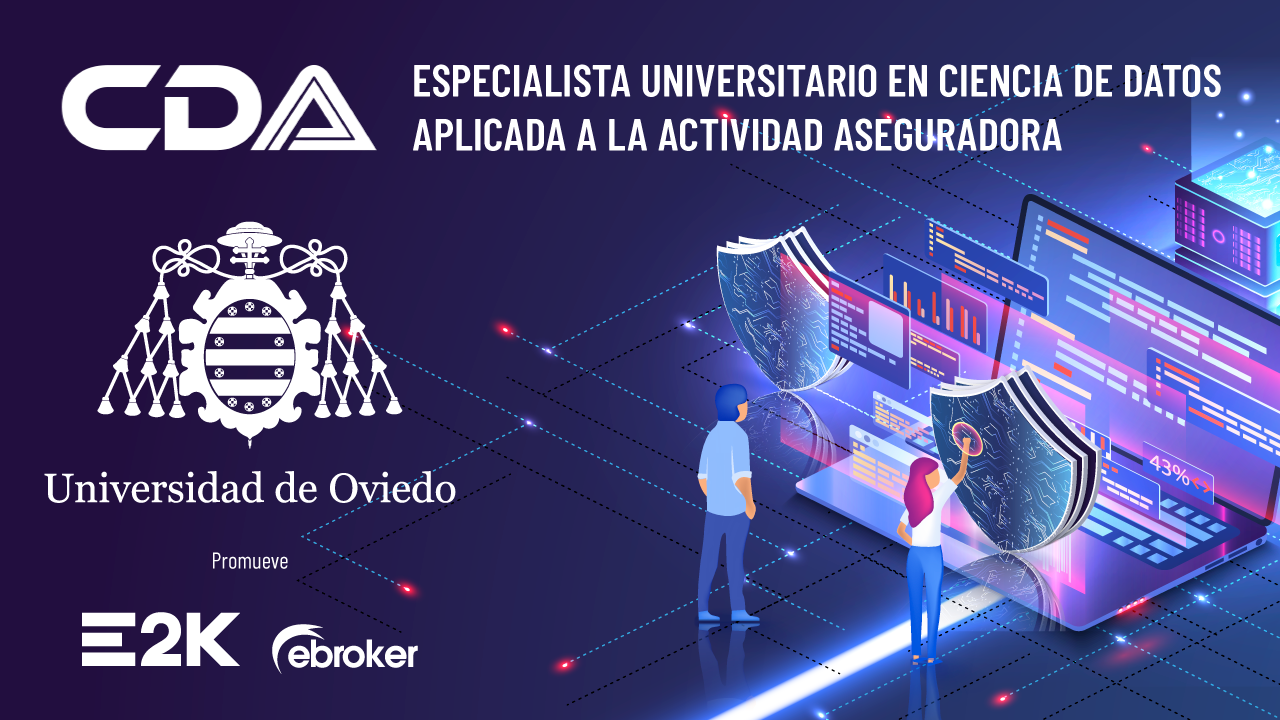 CDA
ESPECIALISTA UNIVERSITARIO EN CIENCIA DE DATOS
APLICADA A LA ACTIVIDAD ASEGURADORA
Universidad de Oviedo
Promueve
E2K
ebroker
43%